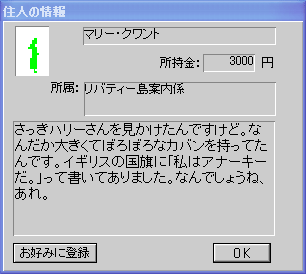 住人の情報
マリー・クワント
所持金: 3000 円
所属: リバティー島案内係
さっきハリーさんを見かけたんですけど。な
んだか大きくてぼろぼろなカバンを持ってた
んです。イギリスの国旗に「私はアナーキー
だ。」って書いてありました。なんでしょうね、
あれ。
お好みに登録 OK